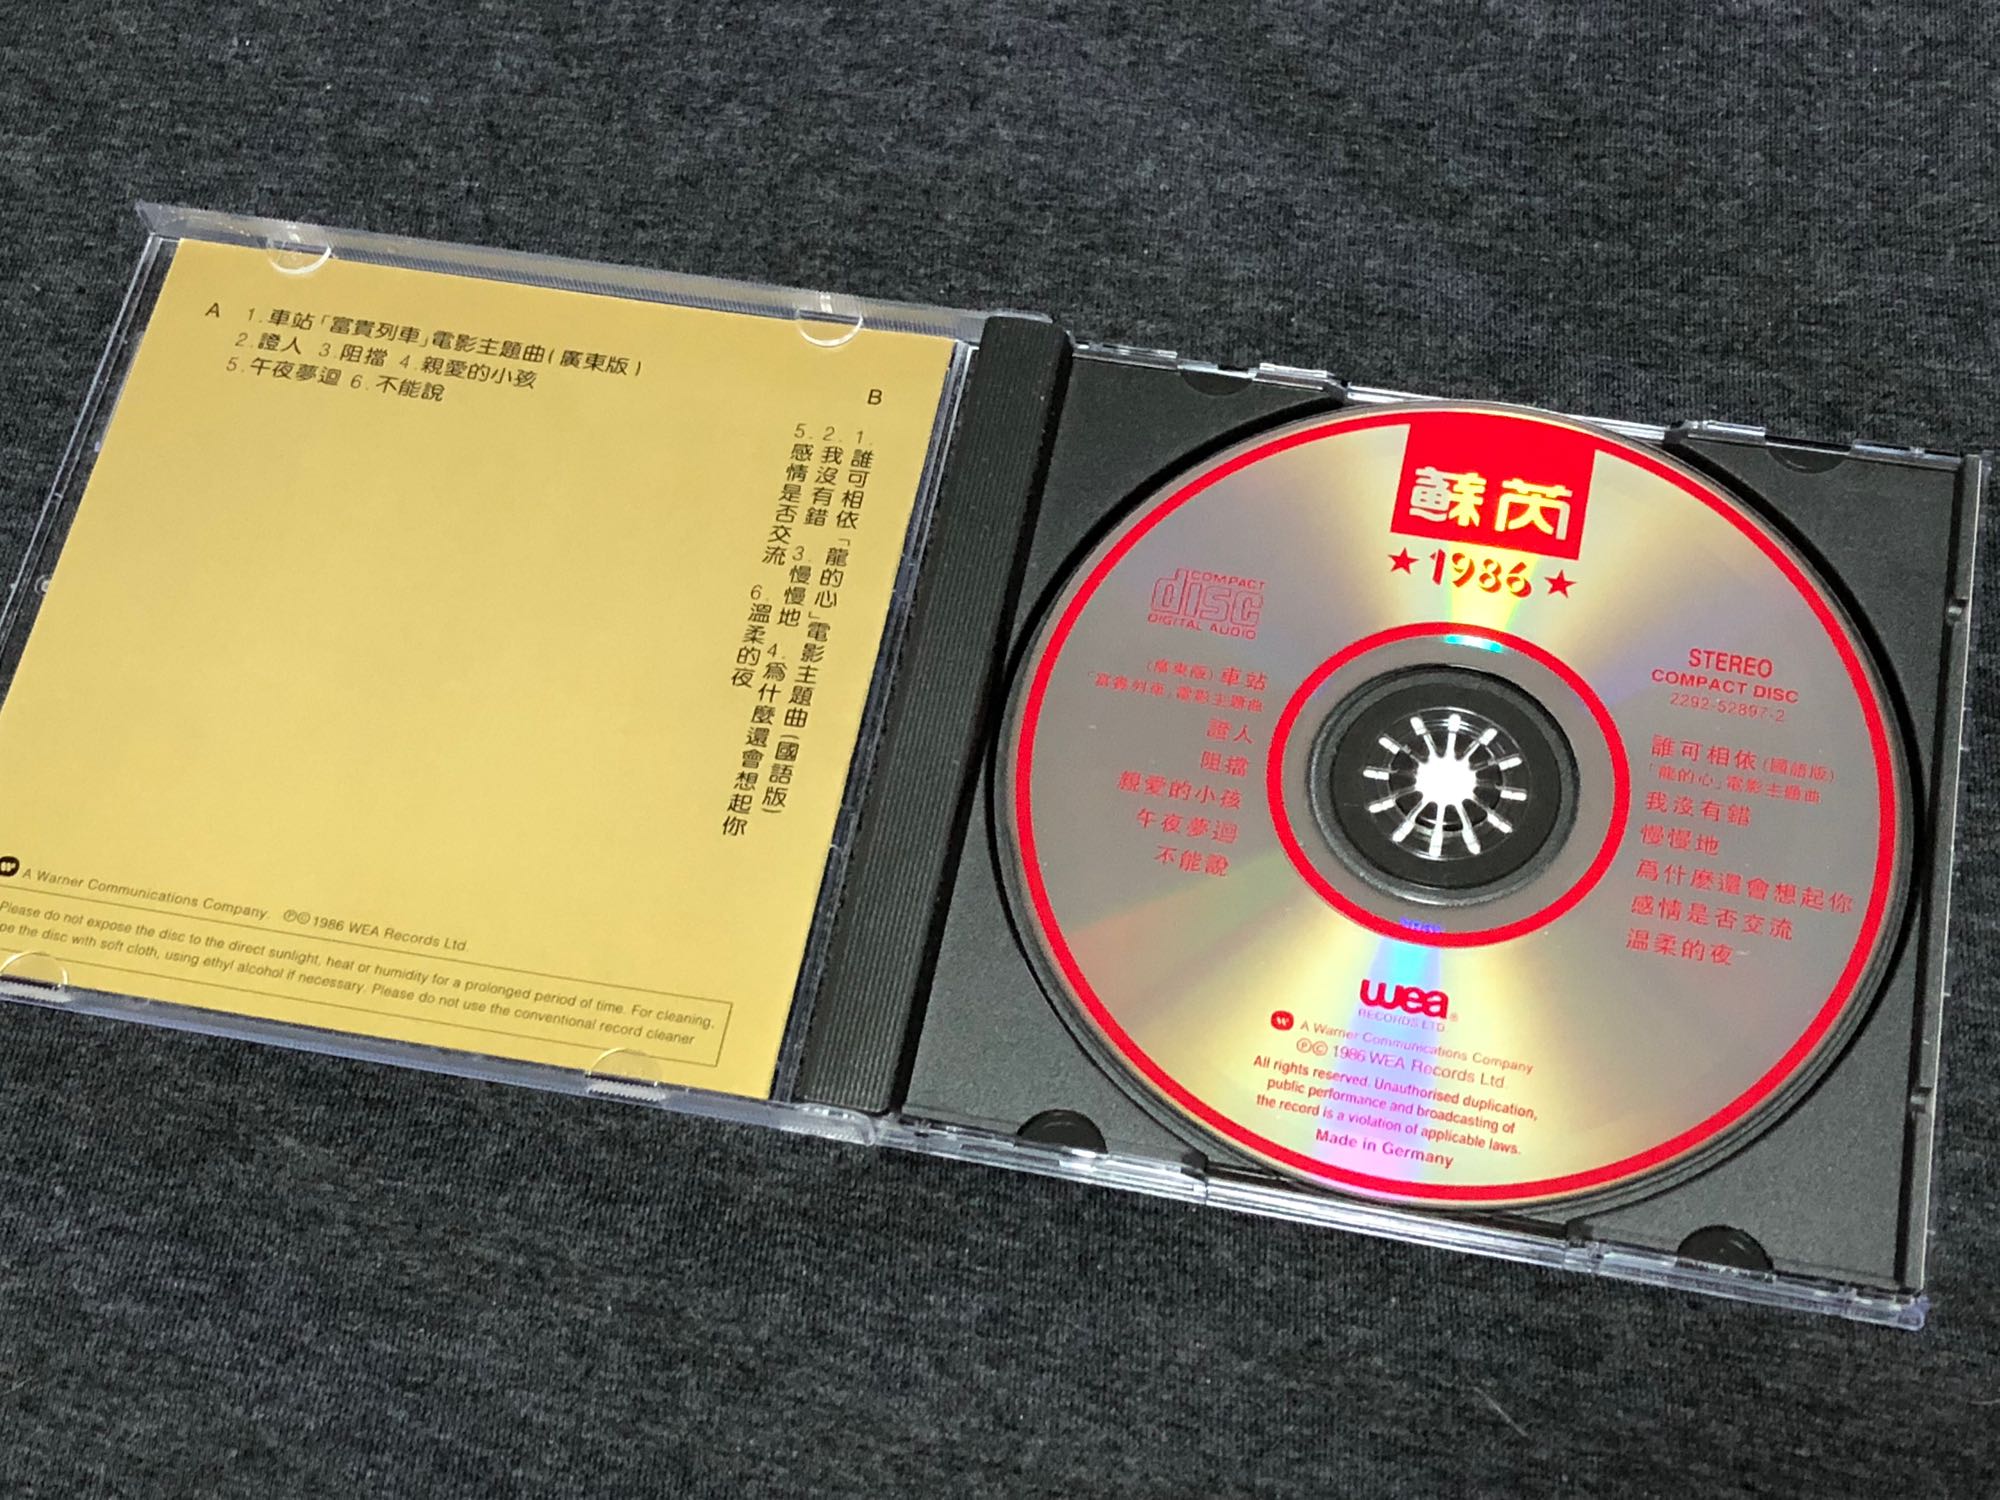 A
1.車站「富貴列車」電影主題曲(廣東版)
2.證人 3.阻擋 4.親愛的小孩
5.午夜夢迴 6.不能說
B
1.誰可相依「龍的心」電影主題曲(國語版)
2.我沒有錯 3.慢慢地 4.爲什麼還會想起你
5.感情是否交流 6.溫柔的夜
A Warner Communications Company. ℗©1986 WEA Records Ltd.
Please do not expose the disc to the direct sunlight, heat or humidity for a prolonged period of time. For cleaning,
the disc with soft cloth, using ethyl alcohol if necessary. Please do not use the conventional record cleaner
蘇芮
★1986★
COMPACT
disc
DIGITAL AUDIO
(廣東版)車站
「富貴列車」電影主題曲
證人
阻擋
親愛的小孩
午夜夢迴
不能說
STEREO
COMPACT DISC
2292-52897-2
誰可相依(國語版)
「龍的心」電影主題曲
我沒有錯
慢慢地
爲什麼還會想起你
感情是否交流
溫柔的夜
wea®
RECORDS LTD.
A Warner Communications Company
℗© 1986 WEA Records Ltd.
All rights reserved. Unauthorised duplication,
public performance and broadcasting of
the record is a violation of applicable laws.
Made in Germany